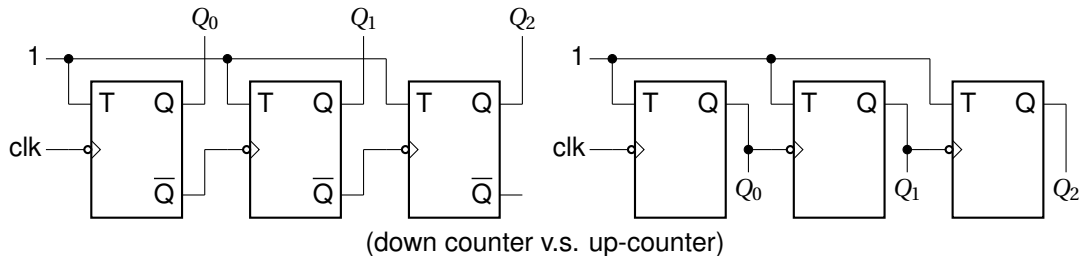 Q0 Q1 Q2
1 1
T Q T Q T Q T Q T Q T
clk clk
Q̅ Q̅ Q̅ Q0 Q1 Q2
(down counter v.s. up-counter)